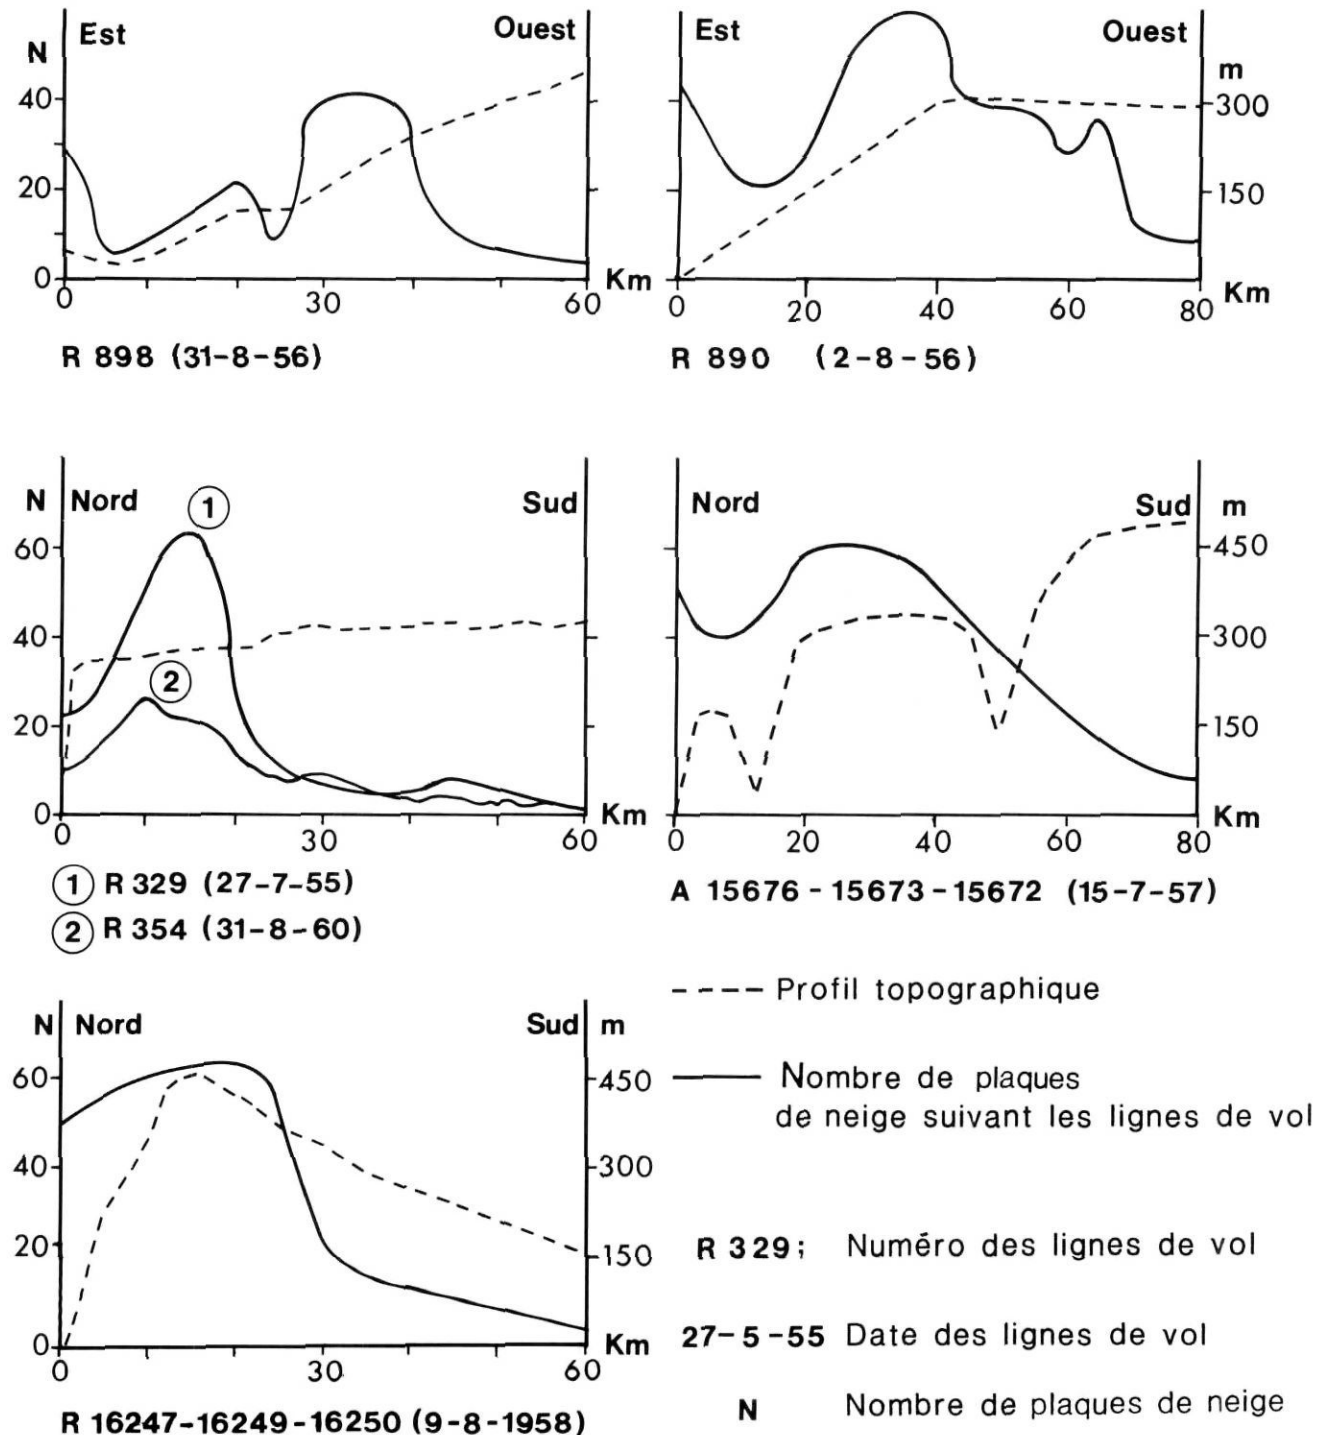 Est Ouest
N
40
20
0
0 30 60 Km
R 898 (31-8-56)
Est Ouest
m
300
150
0 20 40 60 80 Km
R 890 (2-8-56)
N Nord Sud
1
2
60
40
20
0
0 30 60 Km
1 R 329 (27-7-55)
2 R 354 (31-8-60)
Nord Sud m
450
300
150
0 20 40 60 80 Km
A 15676-15673-15672 (15-7-57)
N Nord Sud m
60 450
40 300
20 150
0
0 30 60 Km
R 16247-16249-16250 (9-8-1958)
Profil topographique
Nombre de plaques
de neige suivant les lignes de vol
R 329; Numéro des lignes de vol
27-5-55 Date des lignes de vol
N Nombre de plaques de neige